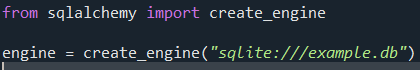 from sqlalchemy import create_engine
engine = create_engine("sqlite:///example.db")